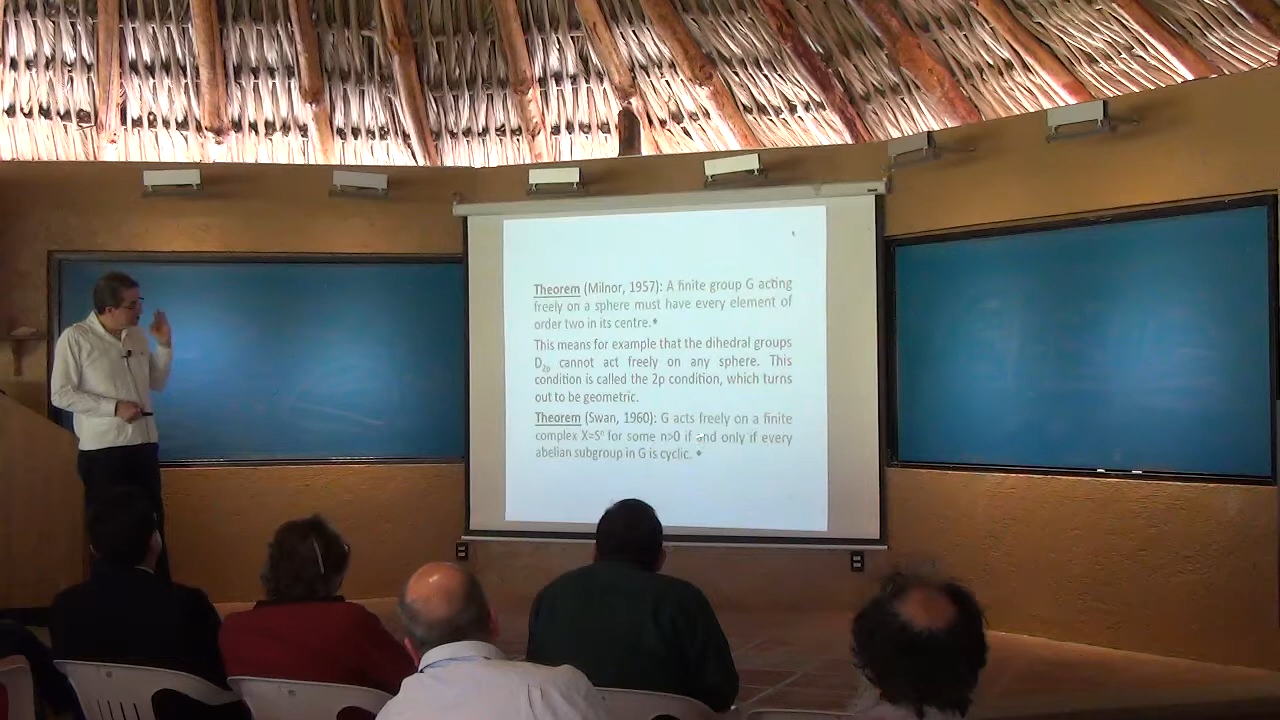 Theorem (Milnor, 1957): A finite group G acting
freely on a sphere must have every element of
order two in its centre.
This means for example that the dihedral groups
D2p cannot act freely on any sphere. This
condition is called the 2p condition, which turns
out to be geometric.
Theorem (Swan, 1960): G acts freely on a finite
complex X=Sⁿ for some n>0 if and only if every
abelian subgroup in G is cyclic.